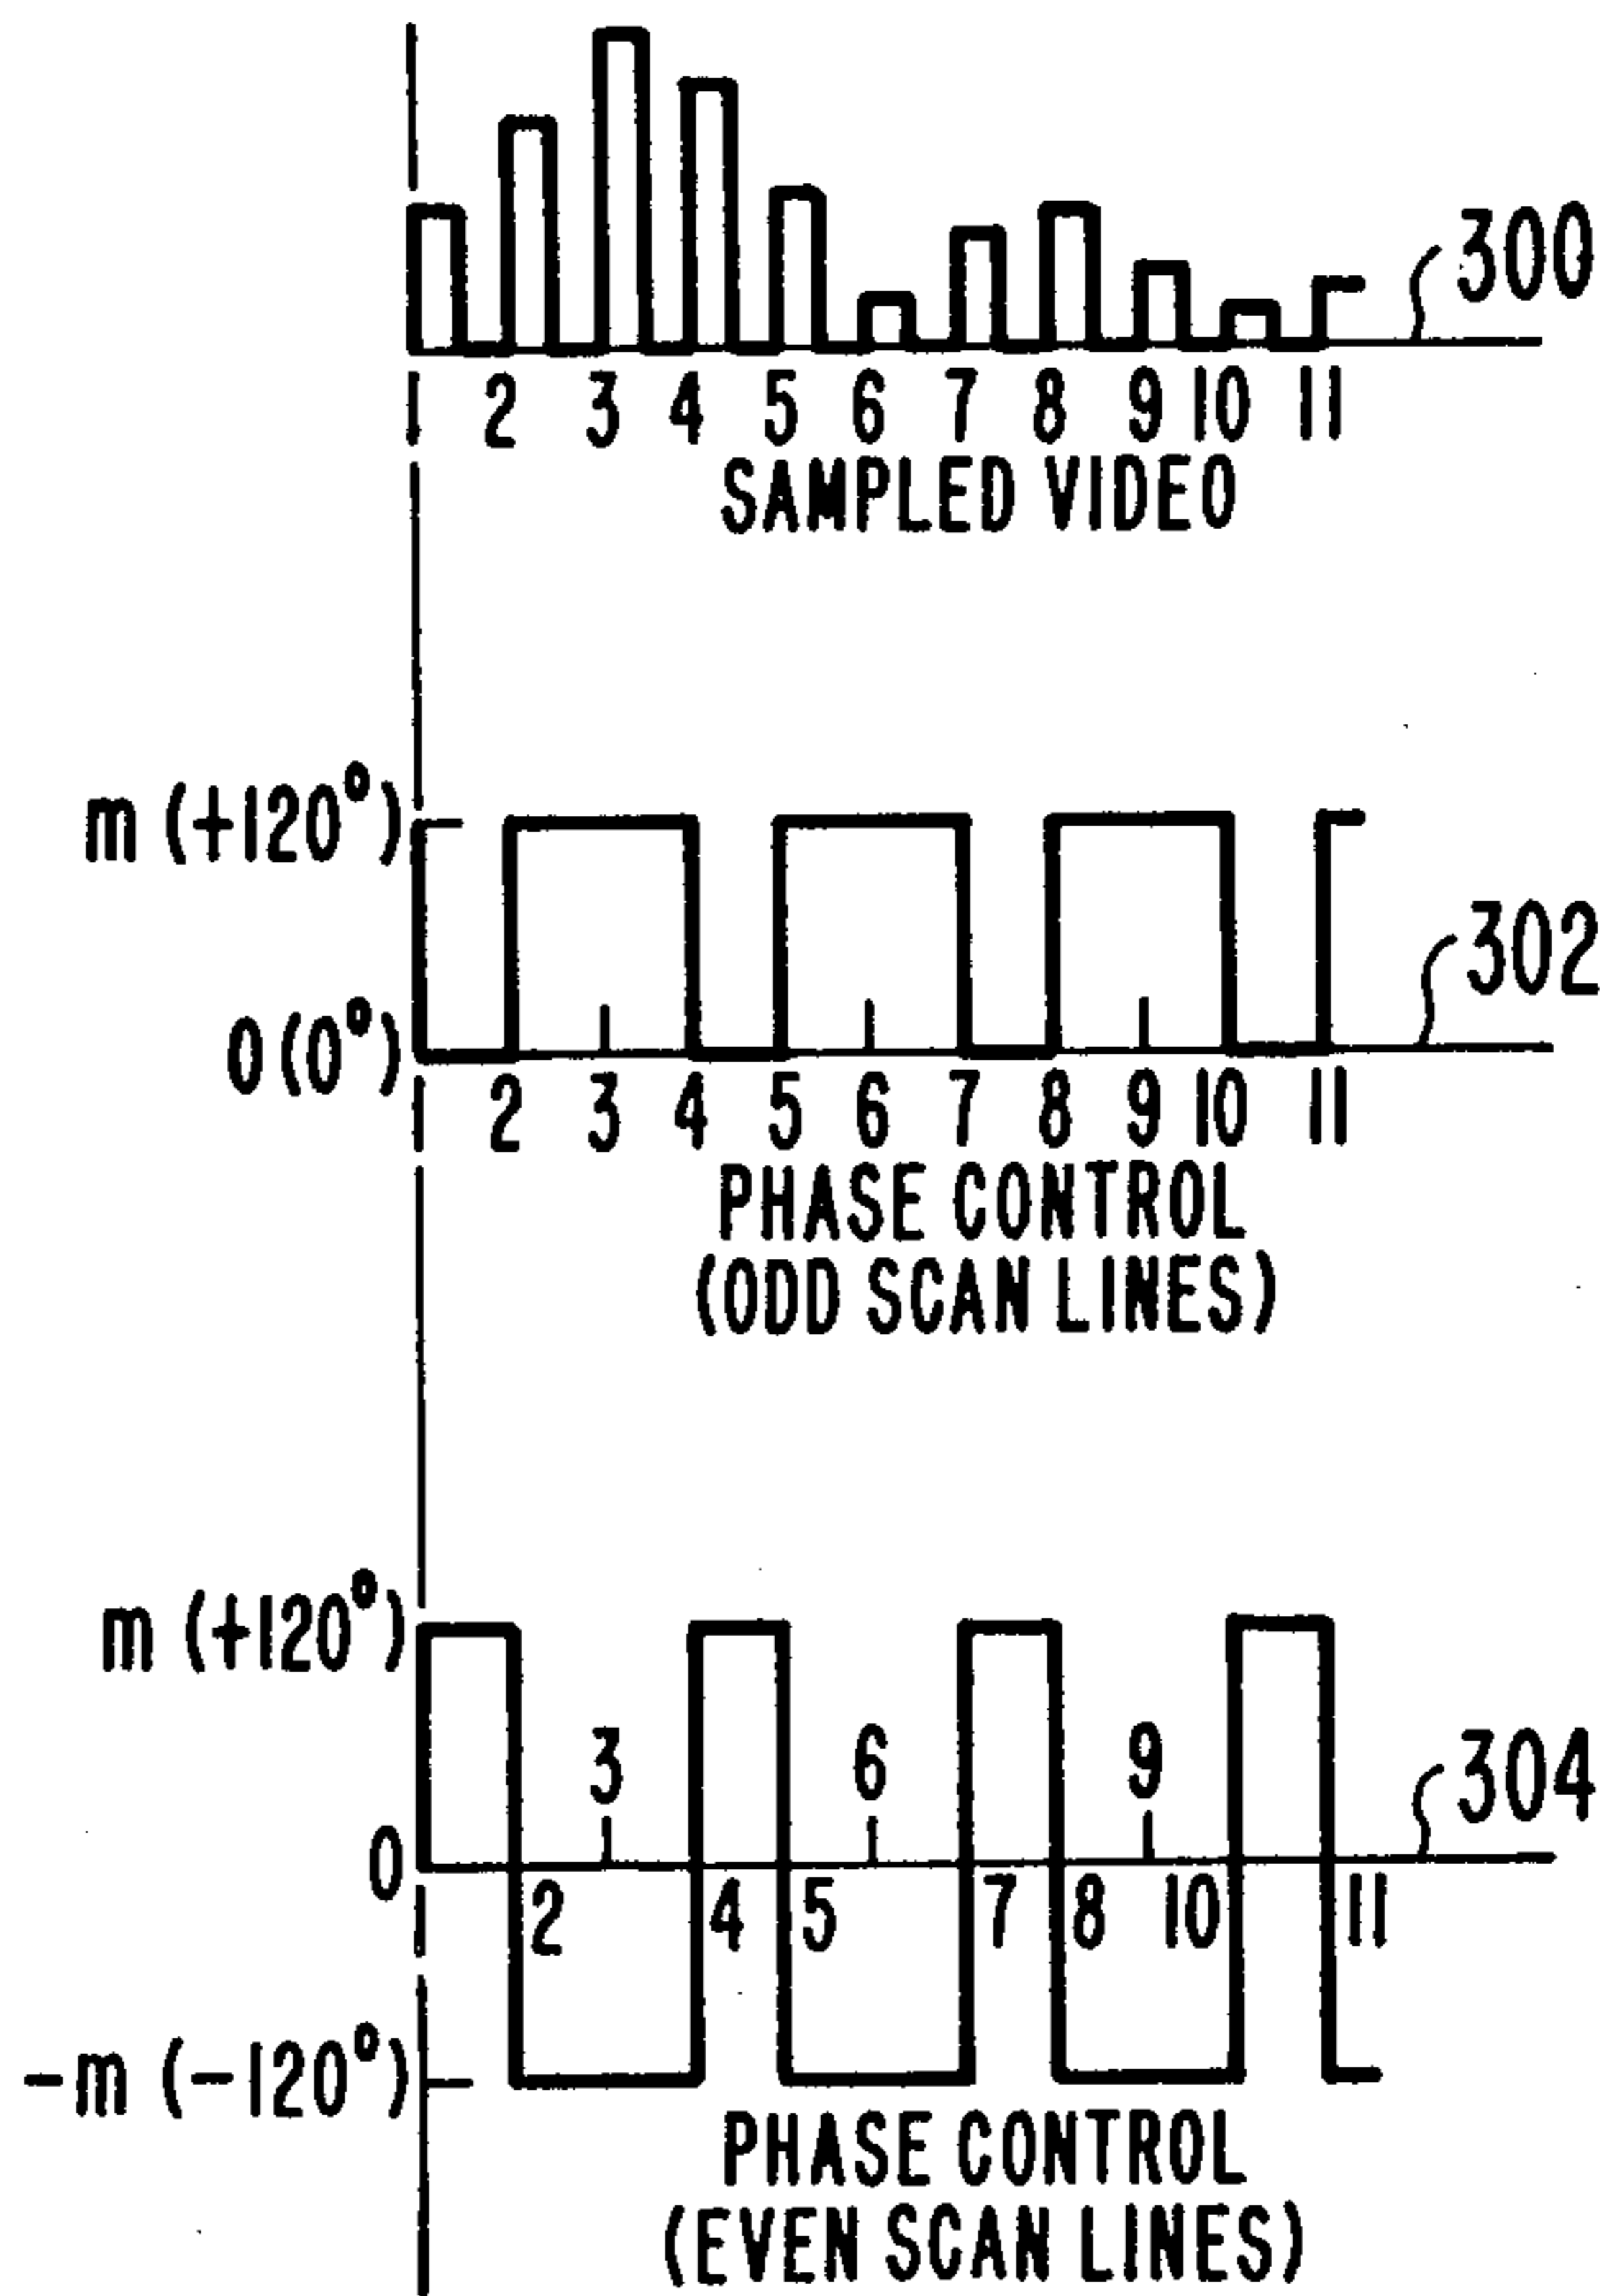 300
1 2 3 4 5 6 7 8 9 10 11
SAMPLED VIDEO
m (+120°)
302
0 (0°)
1 2 3 4 5 6 7 8 9 10 11
PHASE CONTROL
(ODD SCAN LINES)
m (+120°)
3 6 9
304
0
1 2 4 5 7 8 10 11
-m (-120°)
PHASE CONTROL
(EVEN SCAN LINES)